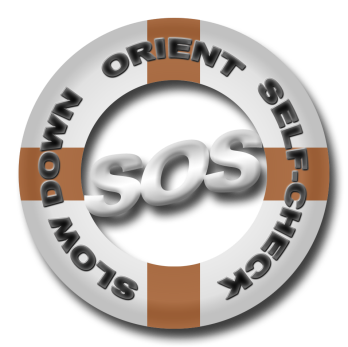 SLOW DOWN ORIENT SELF-CHECK
SOS